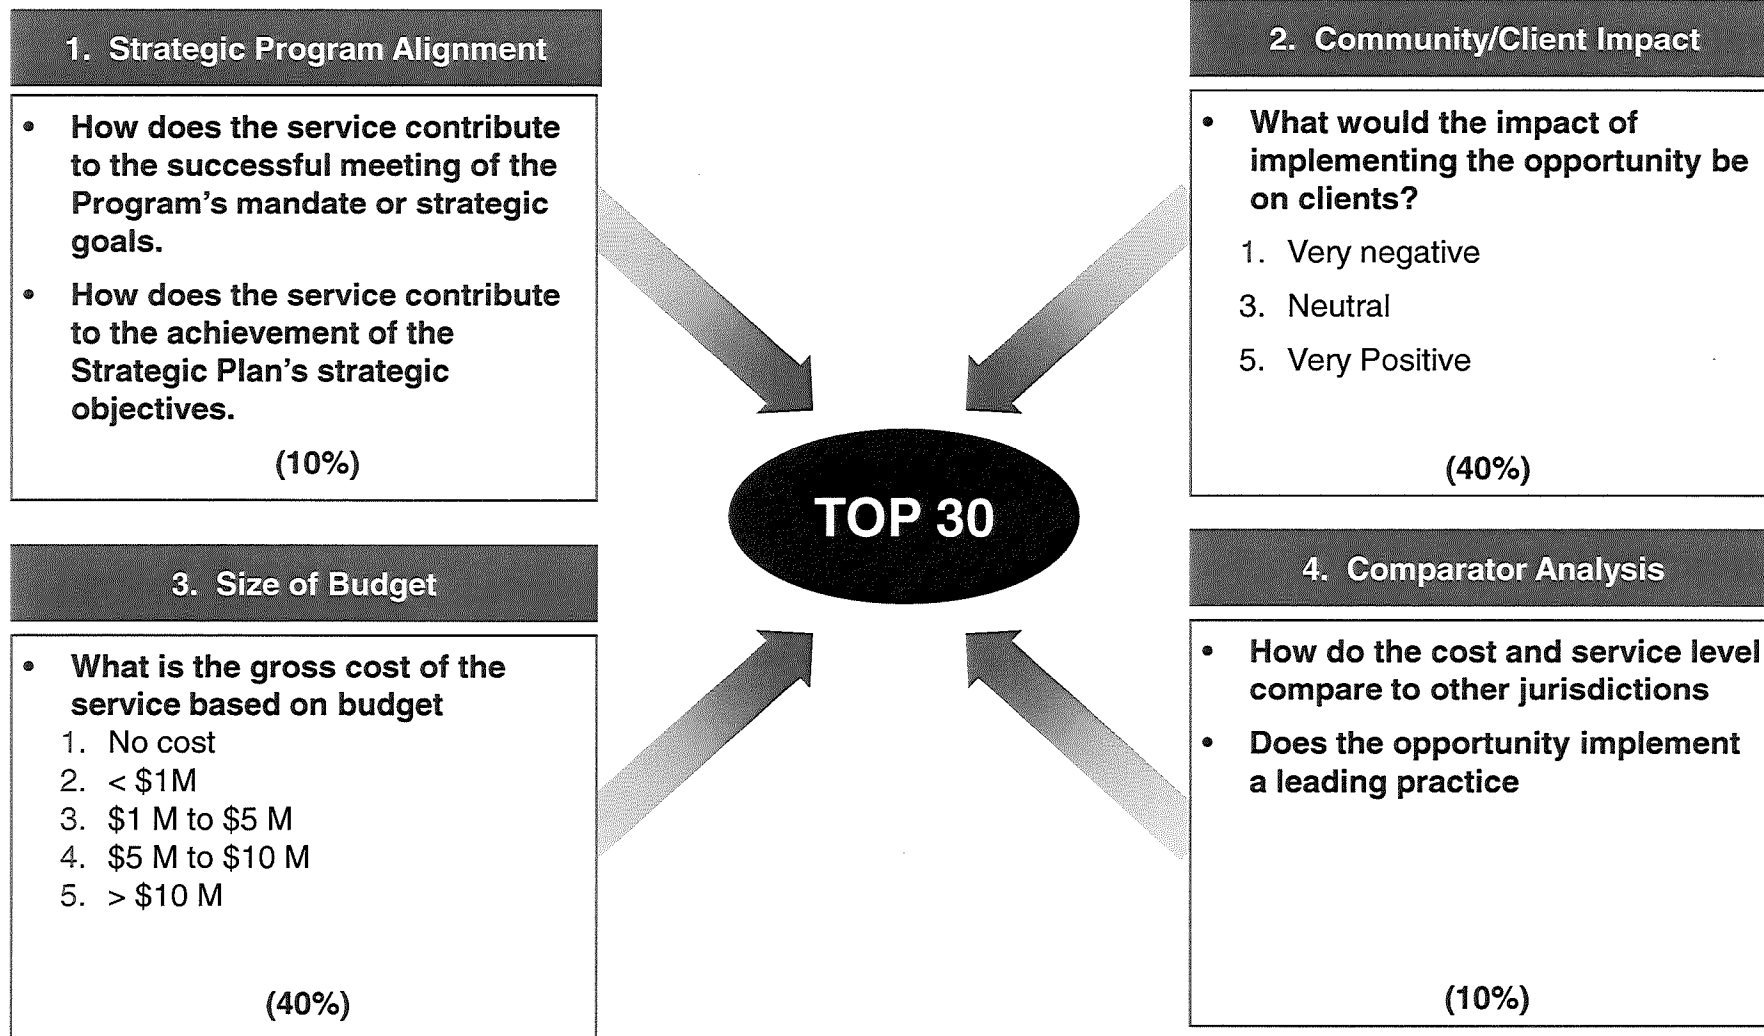 1. Strategic Program Alignment
• How does the service contribute
to the successful meeting of the
Program’s mandate or strategic
goals.
• How does the service contribute
to the achievement of the
Strategic Plan’s strategic
objectives.
(10%)
2. Community/Client Impact
• What would the impact of
implementing the opportunity be
on clients?
1. Very negative
3. Neutral
5. Very Positive
(40%)
TOP 30
3. Size of Budget
• What is the gross cost of the
service based on budget
1. No cost
2. < $1M
3. $1 M to $5 M
4. $5 M to $10 M
5. > $10 M
(40%)
4. Comparator Analysis
• How do the cost and service level
compare to other jurisdictions
• Does the opportunity implement
a leading practice
(10%)